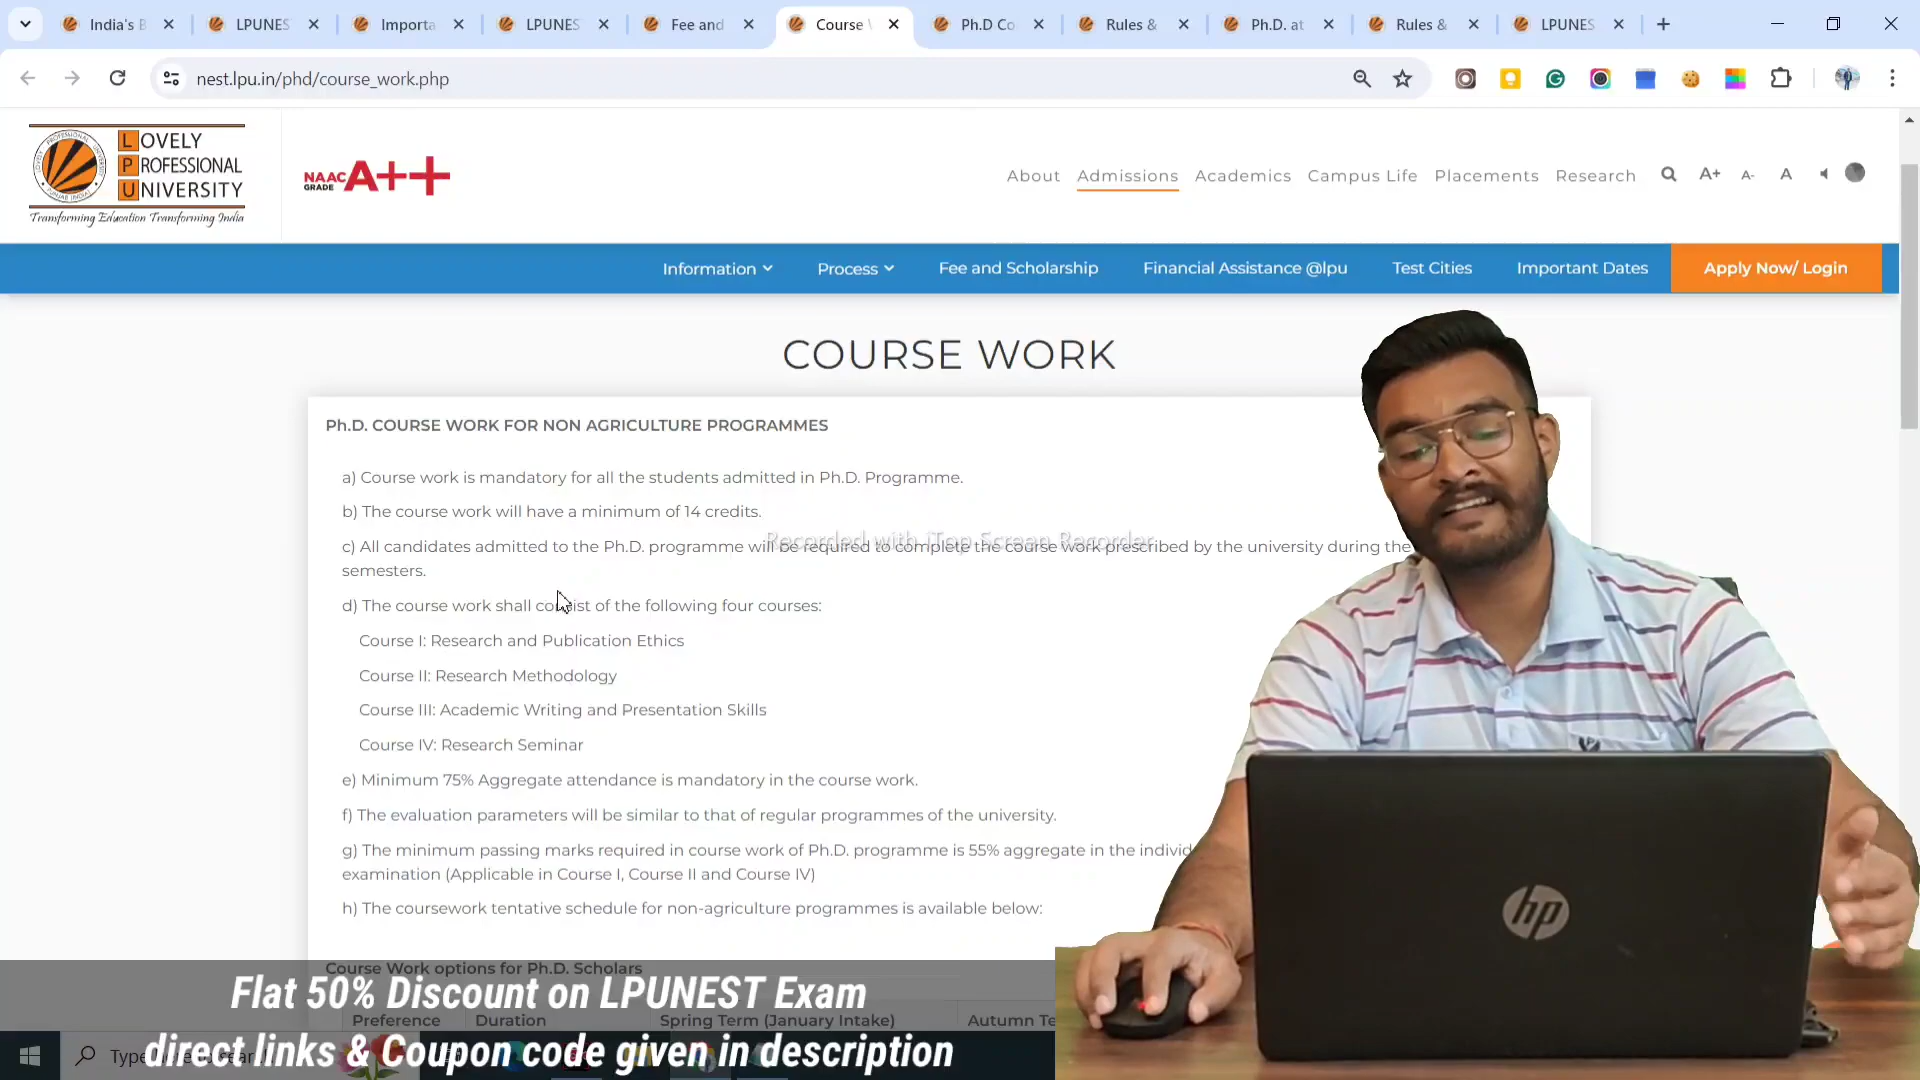 India's B
LPUNES
Importa
LPUNES
Fee and
Course
Ph.D Co
Rules &
Ph.D. at
Rules &
LPUNES
nest.lpu.in/phd/course_work.php
LOVELY
PROFESSIONAL
UNIVERSITY
Transforming Education Transforming India
NAAC
GRADE
A++
About
Admissions
Academics
Campus Life
Placements
Research
A+
A-
A
Information
Process
Fee and Scholarship
Financial Assistance @lpu
Test Cities
Important Dates
Apply Now/ Login
COURSE WORK
Ph.D. COURSE WORK FOR NON AGRICULTURE PROGRAMMES
a) Course work is mandatory for all the students admitted in Ph.D. Programme.
b) The course work will have a minimum of 14 credits.
Recorded with iTop Screen Recorder
c) All candidates admitted to the Ph.D. programme will be required to complete the course work prescribed by the university during the
semesters.
d) The course work shall consist of the following four courses:
Course I: Research and Publication Ethics
Course II: Research Methodology
Course III: Academic Writing and Presentation Skills
Course IV: Research Seminar
e) Minimum 75% Aggregate attendance is mandatory in the course work.
f) The evaluation parameters will be similar to that of regular programmes of the university.
g) The minimum passing marks required in course work of Ph.D. programme is 55% aggregate in the individ
examination (Applicable in Course I, Course II and Course IV)
h) The coursework tentative schedule for non-agriculture programmes is available below:
Course Work options for Ph.D. Scholars
Flat 50% Discount on LPUNEST Exam
Preference
Duration
Spring Term (January Intake)
Autumn Te
direct links & Coupon code given in description
hp